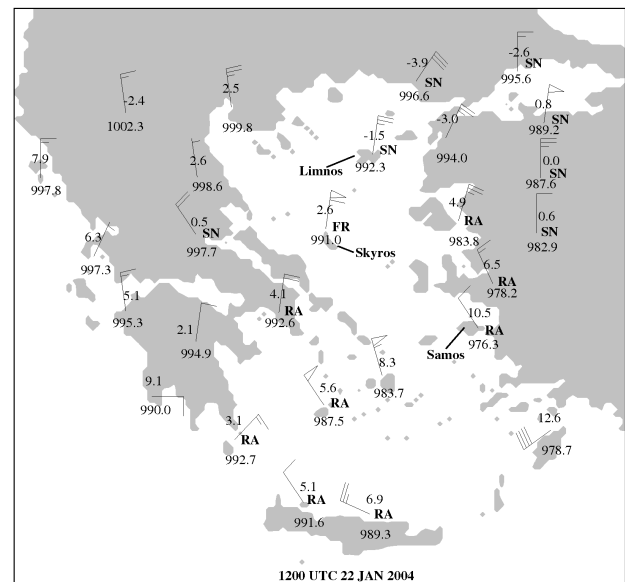 -2.6
SN
995.6
-3.9
SN
996.6
2.5
999.8
-2.4
1002.3
0.8
989.2
SN
-3.0
994.0
-1.5
SN
992.3
Limnos
7.9
997.8
2.6
998.6
0.0
987.6
SN
4.9
RA
983.8
0.6
SN
982.9
2.6
FR
991.0
Skyros
0.5
SN
997.7
6.3
997.3
6.5
RA
978.2
5.1
995.3
4.1
RA
992.6
10.5
RA
976.3
Samos
2.1
994.9
8.3
983.7
9.1
990.0
5.6
RA
987.5
3.1
RA
992.7
12.6
978.7
5.1
RA
991.6
6.9
RA
989.3
1200 UTC 22 JAN 2004